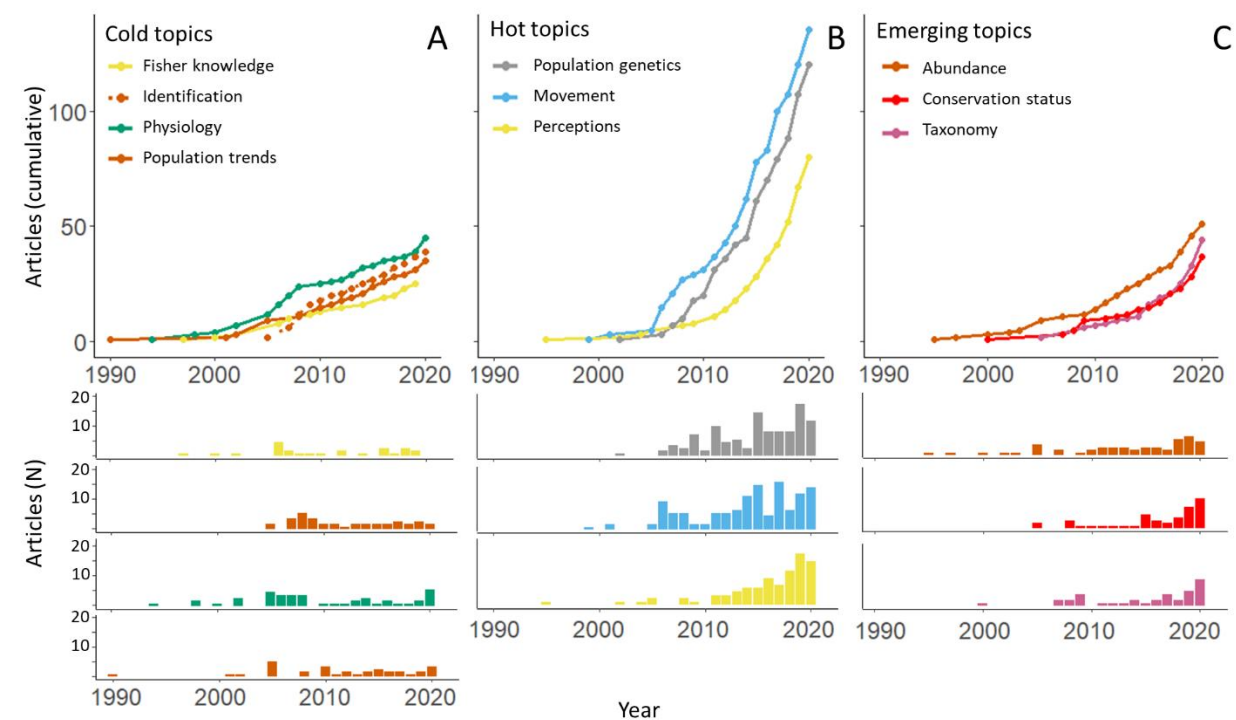 Cold topics
A
Fisher knowledge
Identification
Physiology
Population trends
Hot topics
B
Population genetics
Movement
Perceptions
Emerging topics
C
Abundance
Conservation status
Taxonomy
Articles (cumulative)
100
50
0
1990 2000 2010 2020
1990 2000 2010 2020
1990 2000 2010 2020
Articles (N)
20
10
20
10
20
10
20
10
1990 2000 2010 2020
1990 2000 2010 2020
1990 2000 2010 2020
Year